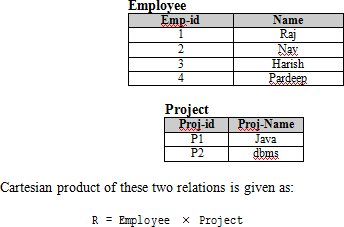 Employee
Emp-id Name
1 Raj
2 Nav
3 Harish
4 Pardeep
Project
Proj-id Proj-Name
P1 Java
P2 dbms
Cartesian product of these two relations is given as:
R = Employee × Project